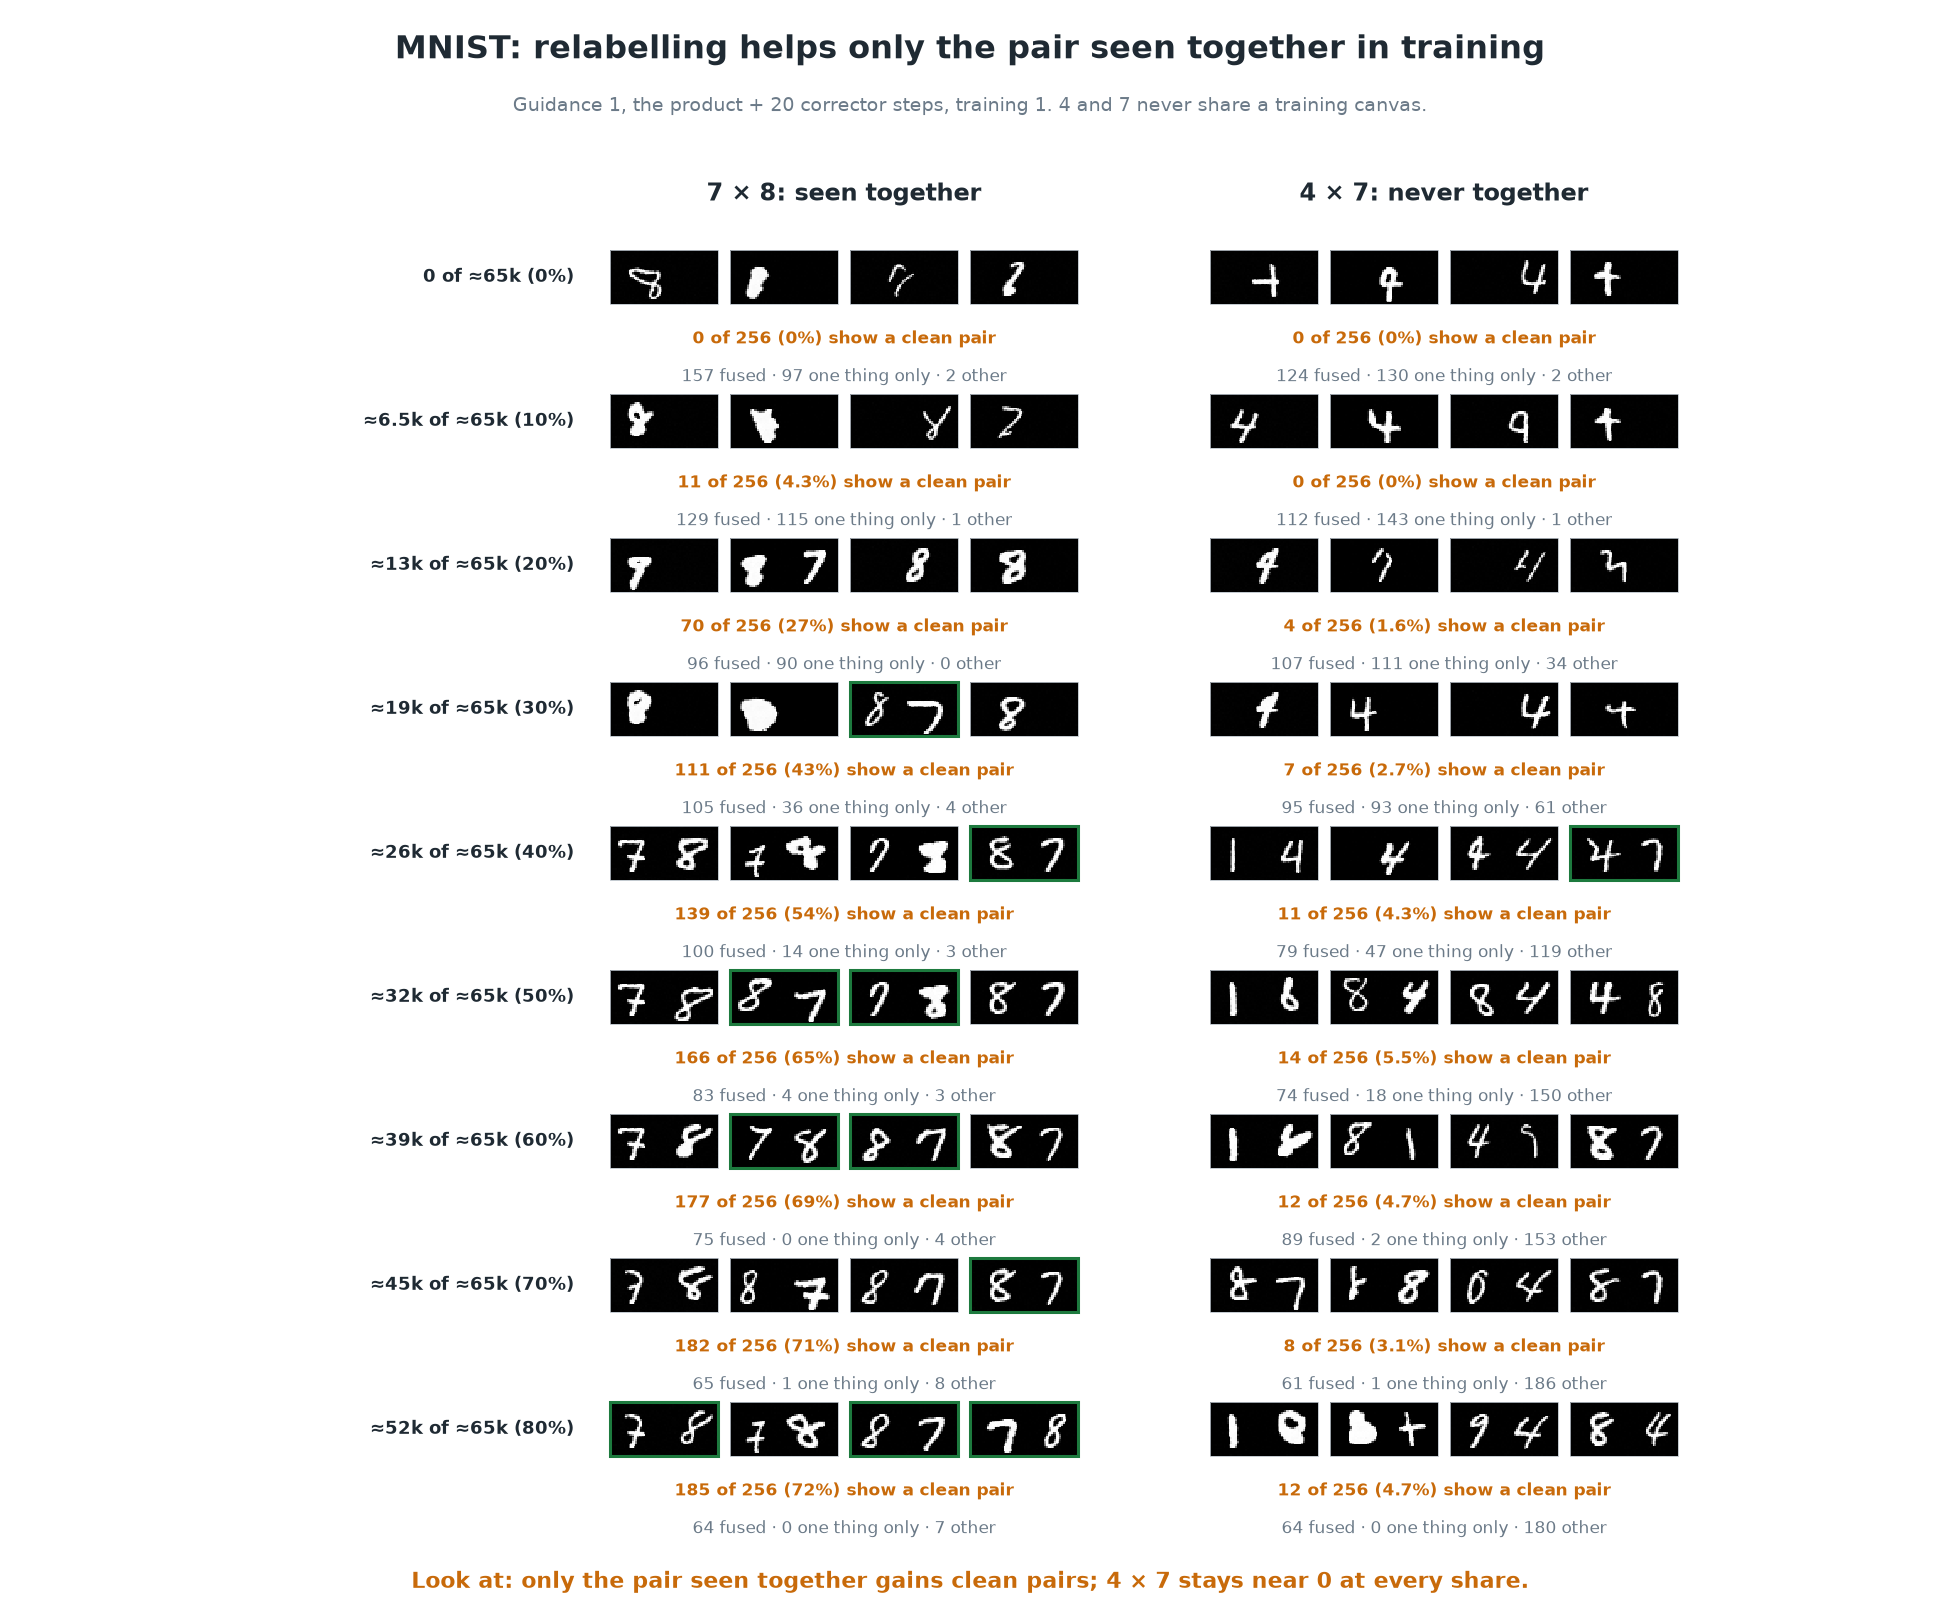 MNIST: relabelling helps only the pair seen together in training
Guidance 1, the product + 20 corrector steps, training 1. 4 and 7 never share a training canvas.
7 × 8: seen together
4 × 7: never together
0 of ≈65k (0%)
0 of 256 (0%) show a clean pair
157 fused · 97 one thing only · 2 other
0 of 256 (0%) show a clean pair
124 fused · 130 one thing only · 2 other
≈6.5k of ≈65k (10%)
11 of 256 (4.3%) show a clean pair
129 fused · 115 one thing only · 1 other
0 of 256 (0%) show a clean pair
112 fused · 143 one thing only · 1 other
≈13k of ≈65k (20%)
70 of 256 (27%) show a clean pair
96 fused · 90 one thing only · 0 other
4 of 256 (1.6%) show a clean pair
107 fused · 111 one thing only · 34 other
≈19k of ≈65k (30%)
111 of 256 (43%) show a clean pair
105 fused · 36 one thing only · 4 other
7 of 256 (2.7%) show a clean pair
95 fused · 93 one thing only · 61 other
≈26k of ≈65k (40%)
139 of 256 (54%) show a clean pair
100 fused · 14 one thing only · 3 other
11 of 256 (4.3%) show a clean pair
79 fused · 47 one thing only · 119 other
≈32k of ≈65k (50%)
166 of 256 (65%) show a clean pair
83 fused · 4 one thing only · 3 other
14 of 256 (5.5%) show a clean pair
74 fused · 18 one thing only · 150 other
≈39k of ≈65k (60%)
177 of 256 (69%) show a clean pair
75 fused · 0 one thing only · 4 other
12 of 256 (4.7%) show a clean pair
89 fused · 2 one thing only · 153 other
≈45k of ≈65k (70%)
182 of 256 (71%) show a clean pair
65 fused · 1 one thing only · 8 other
8 of 256 (3.1%) show a clean pair
61 fused · 1 one thing only · 186 other
≈52k of ≈65k (80%)
185 of 256 (72%) show a clean pair
64 fused · 0 one thing only · 7 other
12 of 256 (4.7%) show a clean pair
64 fused · 0 one thing only · 180 other
Look at: only the pair seen together gains clean pairs; 4 × 7 stays near 0 at every share.